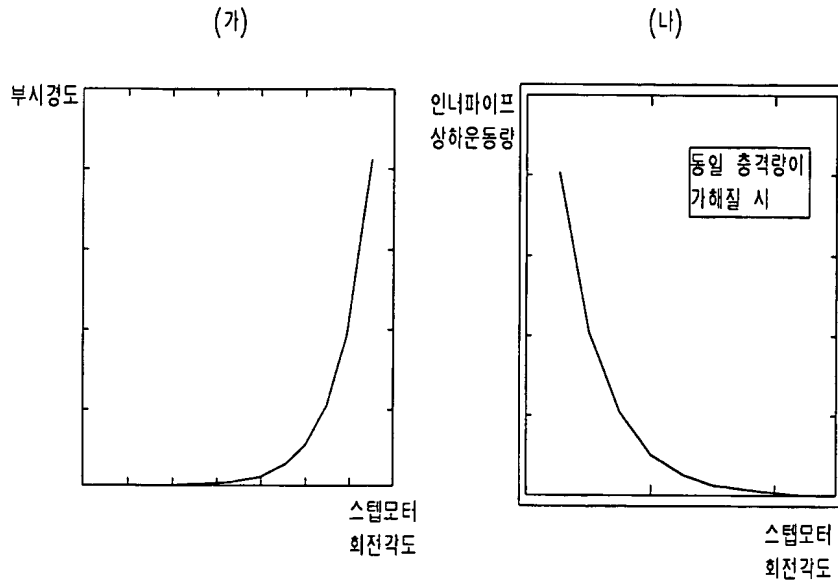 (가)
부시경도
스텝모터
회전각도
(나)
인너파이프
상하운동량
동일 충격량이
가해질 시
스텝모터
회전각도